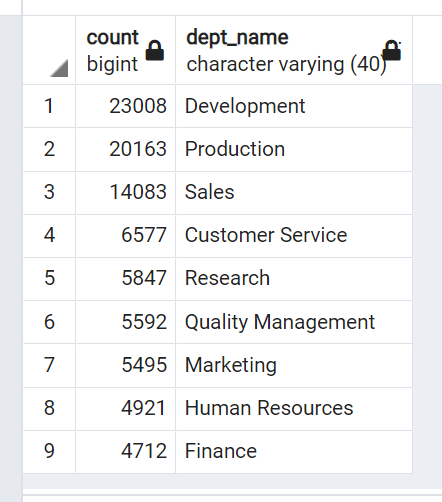 count dept_name
bigint character varying (40)
1 23008 Development
2 20163 Production
3 14083 Sales
4 6577 Customer Service
5 5847 Research
6 5592 Quality Management
7 5495 Marketing
8 4921 Human Resources
9 4712 Finance